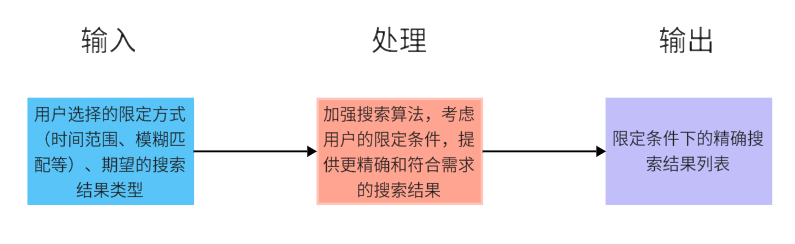 输入
处理
输出
用户选择的限定方式
（时间范围、模糊匹
配等）、期望的搜索
结果类型
加强搜索算法，考虑
用户的限定条件，提
供更精确和符合需求
的搜索结果
限定条件下的精确搜
索结果列表